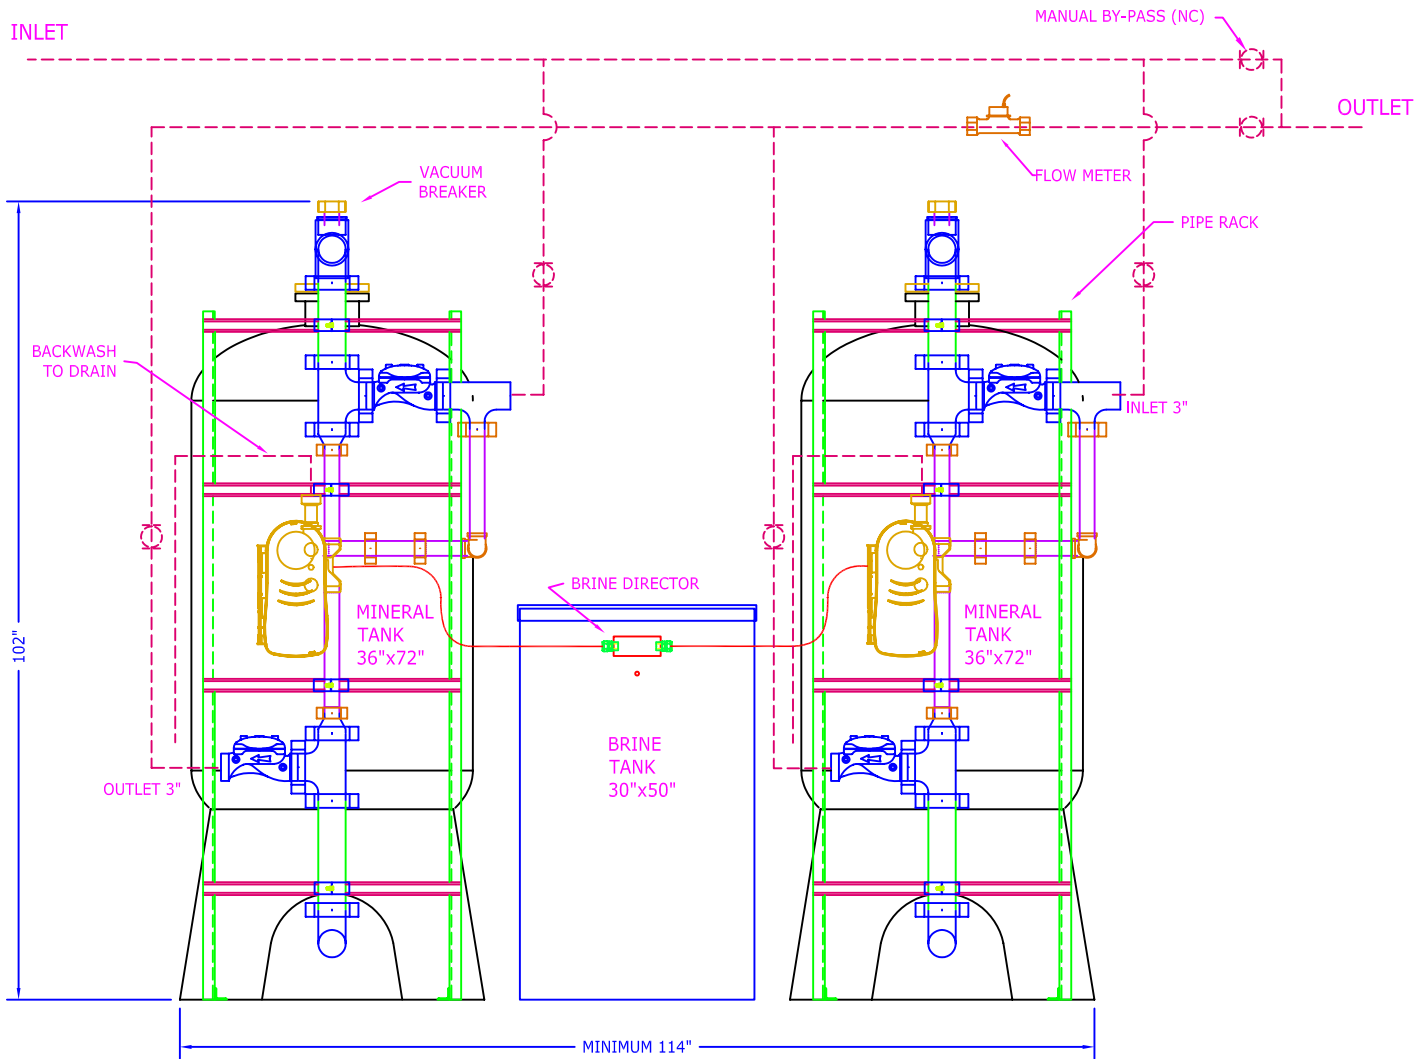 MANUAL BY-PASS (NC)
INLET
OUTLET
FLOW METER
VACUUM
BREAKER
PIPE RACK
BACKWASH
TO DRAIN
INLET 3"
BRINE DIRECTOR
MINERAL
TANK
36"x72"
MINERAL
TANK
36"x72"
102"
BRINE
TANK
30"x50"
OUTLET 3"
MINIMUM 114"